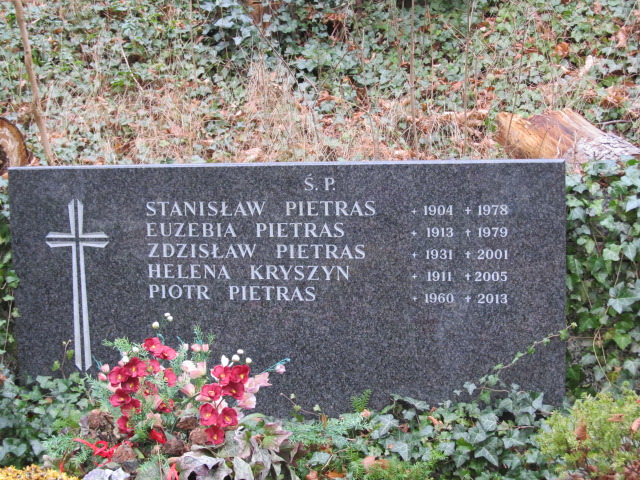 Ś. P.
STANISŁAW PIETRAS + 1904 + 1978
EUZEBIA PIETRAS + 1913 + 1979
ZDZISŁAW PIETRAS + 1931 + 2001
HELENA KRYSZYN + 1911 + 2005
PIOTR PIETRAS + 1960 + 2013